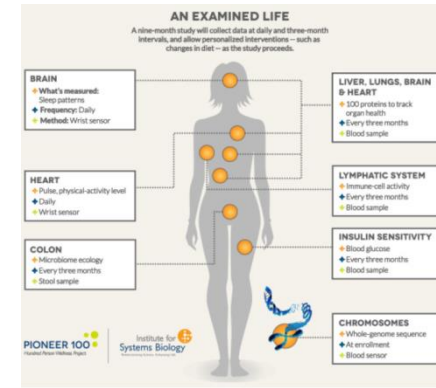 AN EXAMINED LIFE
A nine-month study will collect data at daily and three-month
intervals, and allow personalized interventions — such as
changes in diet — as the study proceeds.
BRAIN
What's measured:
Sleep patterns
Frequency: Daily
Method: Wrist sensor
HEART
Pulse, physical-activity level
Daily
Wrist sensor
COLON
Microbiome ecology
Every three months
Stool sample
LIVER, LUNGS, BRAIN
& HEART
100 proteins to track
organ health
Every three months
Blood sample
LYMPHATIC SYSTEM
Immune-cell activity
Every three months
Blood sample
INSULIN SENSITIVITY
Blood glucose
Every three months
Blood sample
CHROMOSOMES
Whole-genome sequence
At enrollment
Blood sensor
PIONEER 100
Hundred Person Wellness Project
Institute for
Systems Biology